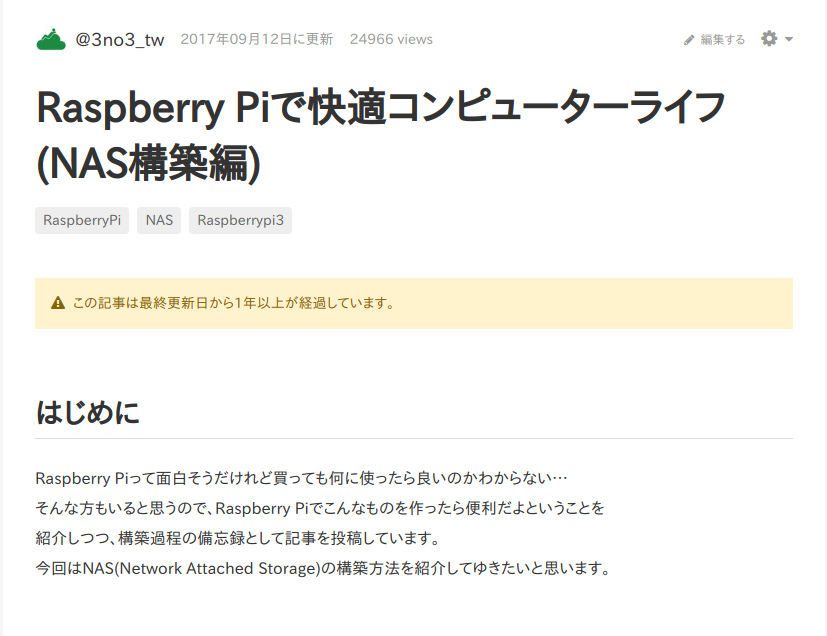 @3no3_tw 2017年09月12日に更新 24966 views 編集する
Raspberry Piで快適コンピューターライフ
(NAS構築編)
RaspberryPi NAS Raspberrypi3
この記事は最終更新日から1年以上が経過しています。
はじめに
Raspberry Piって面白そうだけれど買っても何に使ったら良いのかわからない…
そんな方もいると思うので、Raspberry Piでこんなものを作ったら便利だよということを
紹介しつつ、構築過程の備忘録として記事を投稿しています。
今回はNAS(Network Attached Storage)の構築方法を紹介してゆきたいと思います。